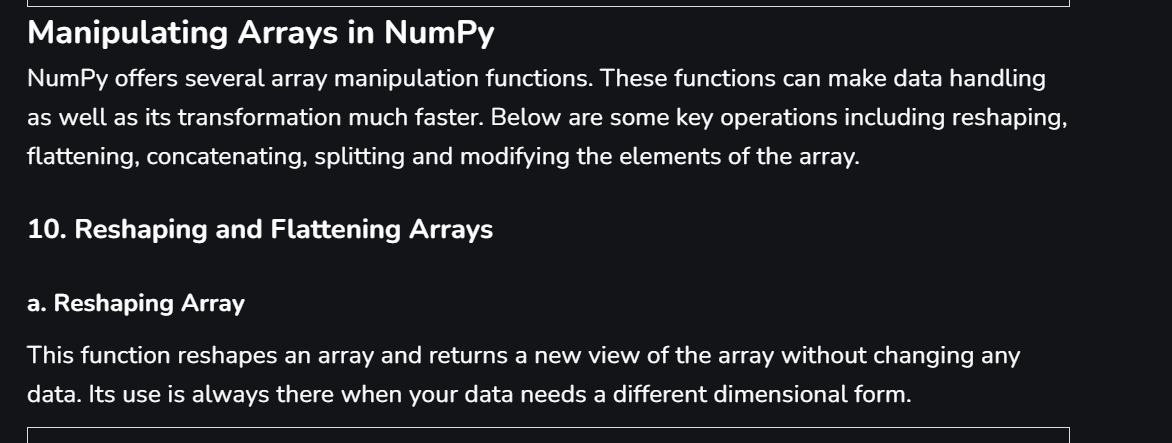 Manipulating Arrays in NumPy
NumPy offers several array manipulation functions. These functions can make data handling
as well as its transformation much faster. Below are some key operations including reshaping,
flattening, concatenating, splitting and modifying the elements of the array.
10. Reshaping and Flattening Arrays
a. Reshaping Array
This function reshapes an array and returns a new view of the array without changing any
data. Its use is always there when your data needs a different dimensional form.